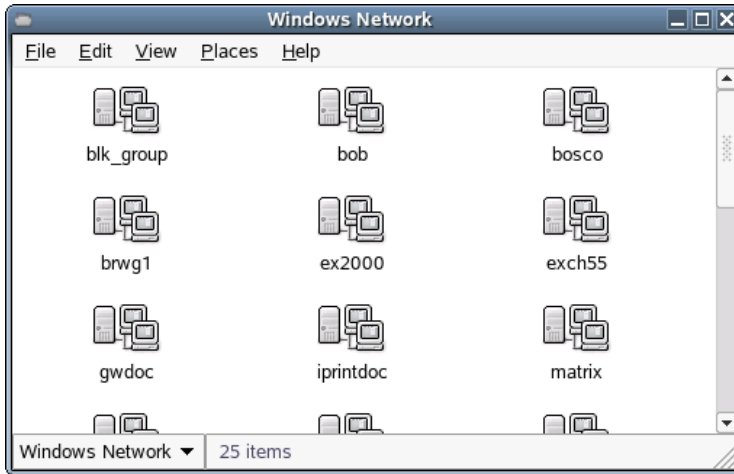 Windows Network
File Edit View Places Help
blk_group bob bosco
brwg1 ex2000 exch55
gwdoc iprintdoc matrix
Windows Network 25 items